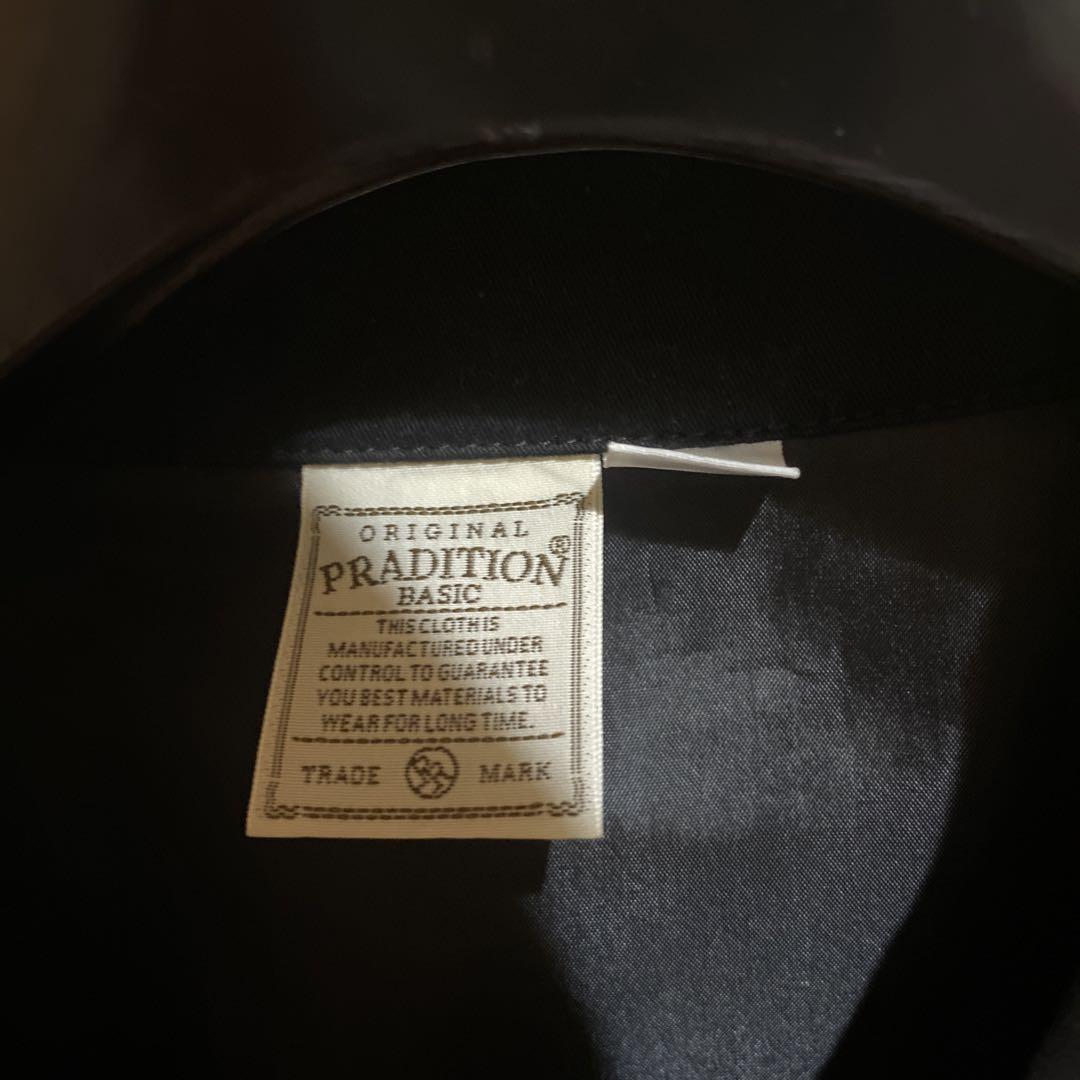 ORIGINAL
PRADITION®
BASIC
THIS CLOTH IS
MANUFACTURED UNDER
CONTROL TO GUARANTEE
YOU BEST MATERIALS TO
WEAR FOR LONG TIME.
TRADE MARK